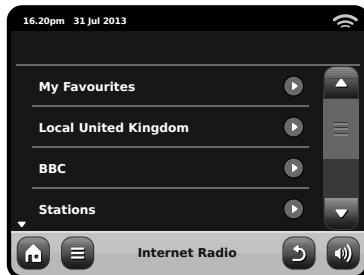 16.20pm 31 Jul 2013
My Favourites
Local United Kingdom
BBC
Stations
Internet Radio